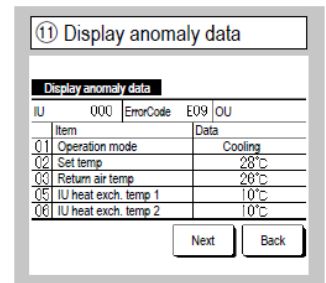 ⑪ Display anomaly data
Display anomaly data
IU 000 ErrorCode E09 OU
Item Data
01 Operation mode Cooling
02 Set temp 28°C
03 Return air temp 26°C
05 IU heat exch. temp 1 10°C
06 IU heat exch. temp 2 10°C
Next Back